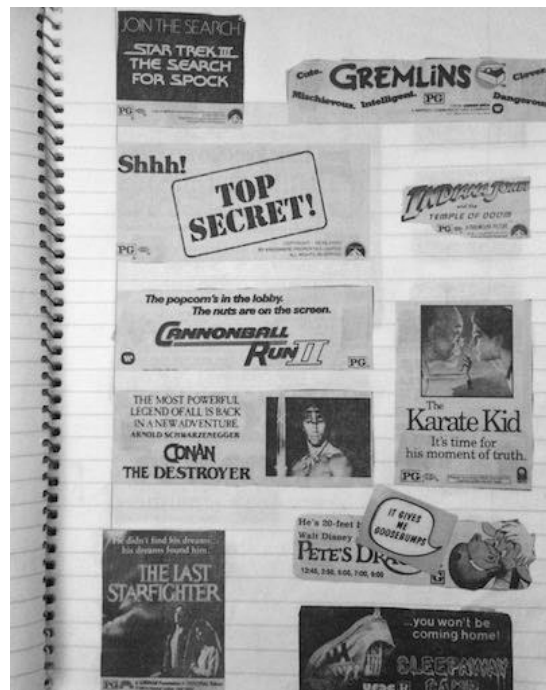 JOIN THE SEARCH
STAR TREK III
THE SEARCH
FOR SPOCK
PG
Cute.
GREMLiNS
Clever.
Mischievous. Intelligent.
PG
Dangerous
Shhh!
TOP
SECRET!
PG
ALL RIGHTS RESERVED
INDIANA JONES
and the
TEMPLE OF DOOM
PG
The popcorn's in the lobby.
The nuts are on the screen.
CANNONBALL
RUN II
PG
The
Karate Kid
It's time for
his moment of truth.
PG
THE MOST POWERFUL
LEGEND OF ALL IS BACK
IN A NEW ADVENTURE.
ARNOLD SCHWARZENEGGER
CONAN
THE DESTROYER
He didn't find his dreams...
his dreams found him.
THE LAST
STARFIGHTER
PG
He's 20-feet
Walt Disney
PETE'S
12:40, 2:50, 5:00, 7:00, 9:00
G
IT GIVES
ME
GOOSEBUMPS
...you won't be
coming home!
SLEEPAWAY
CAMP